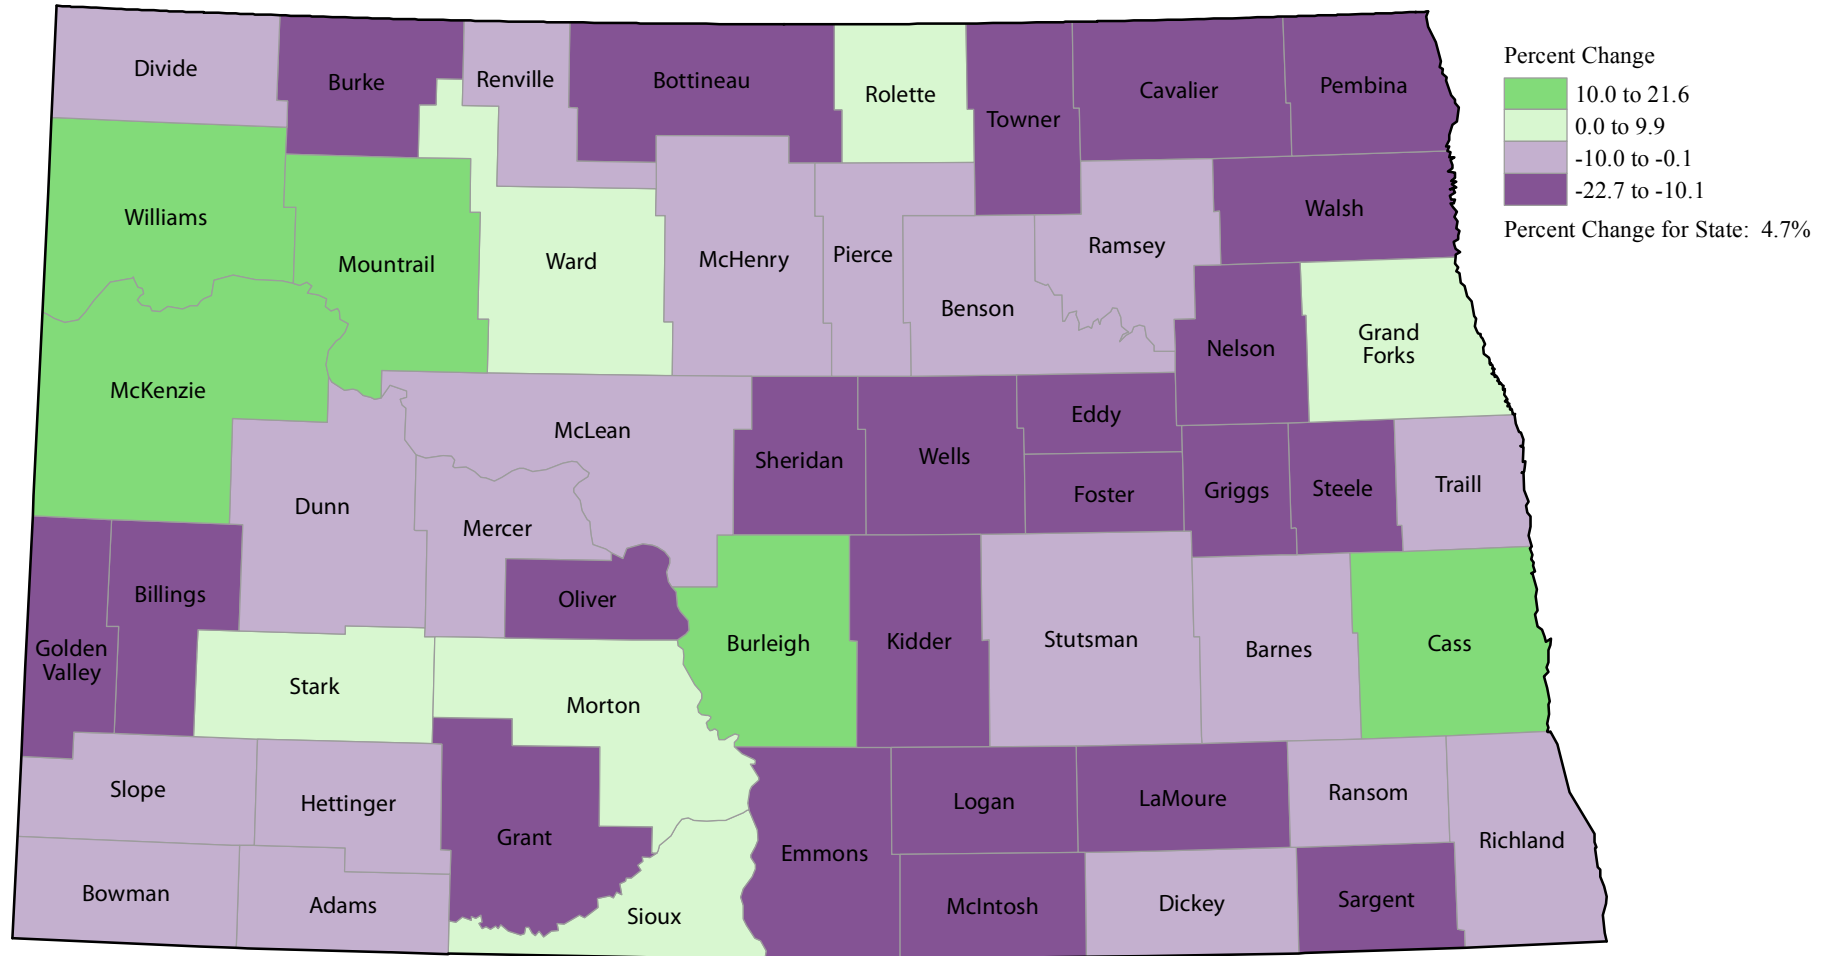 Divide
Burke
Renville
Bottineau
Rolette
Towner
Cavalier
Pembina
Percent Change
10.0 to 21.6
0.0 to 9.9
-10.0 to -0.1
-22.7 to -10.1
Percent Change for State: 4.7%
Williams
Mountrail
Ward
McHenry
Pierce
Benson
Ramsey
Walsh
Nelson
Grand
Forks
McKenzie
Dunn
McLean
Mercer
Sheridan
Wells
Eddy
Foster
Griggs
Steele
Traill
Golden
Valley
Billings
Oliver
Stark
Morton
Burleigh
Kidder
Stutsman
Barnes
Cass
Slope
Hettinger
Grant
Emmons
Logan
LaMoure
Ransom
Richland
Bowman
Adams
Sioux
McIntosh
Dickey
Sargent